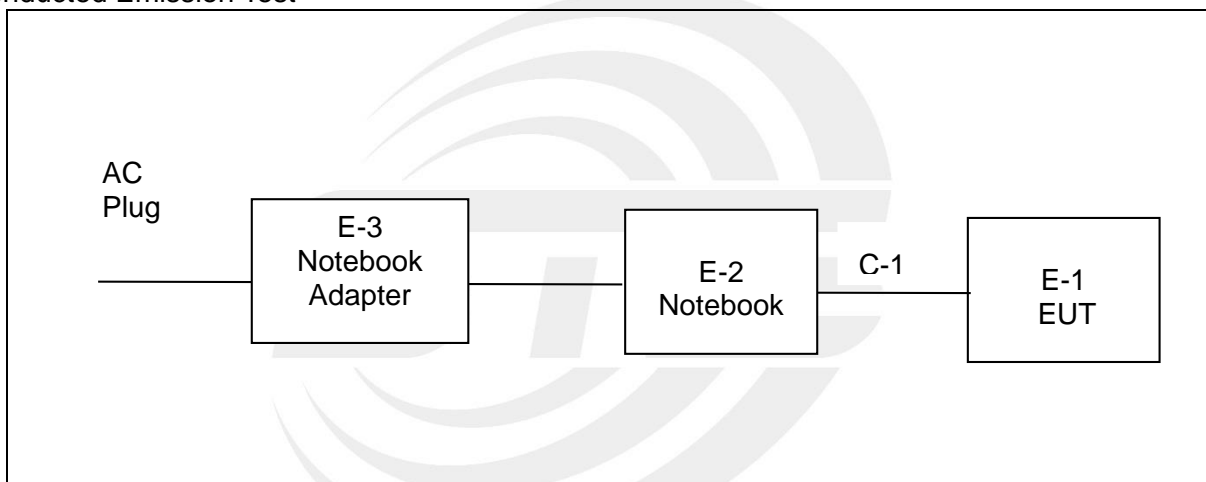 nducted Emission Test
AC
Plug
E-3
Notebook
Adapter
E-2
Notebook
C-1
E-1
EUT